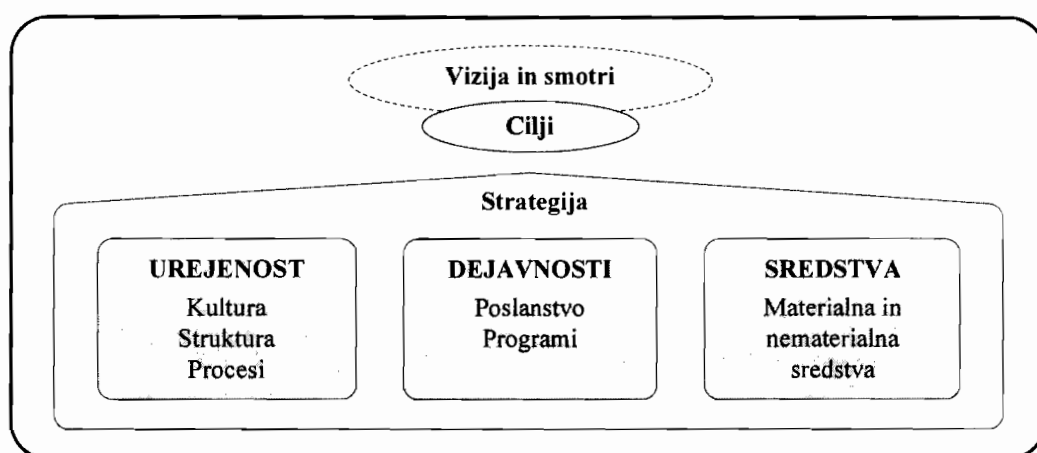 Vizija in smotri
Cilji
Strategija
UREJENOST
Kultura
Struktura
Procesi
DEJAVNOSTI
Poslanstvo
Programi
SREDSTVA
Materialna in
nematerialna
sredstva